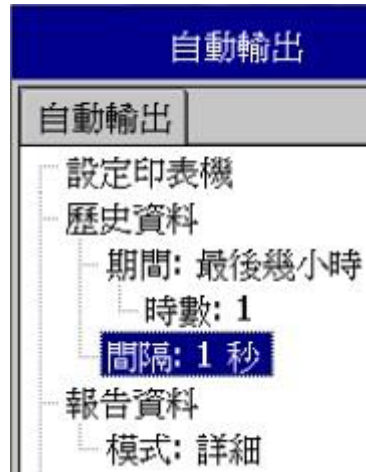 自動輸出
自動輸出
設定印表機
歷史資料
期間: 最後幾小時
時數: 1
間隔: 1 秒
報告資料
模式: 詳細